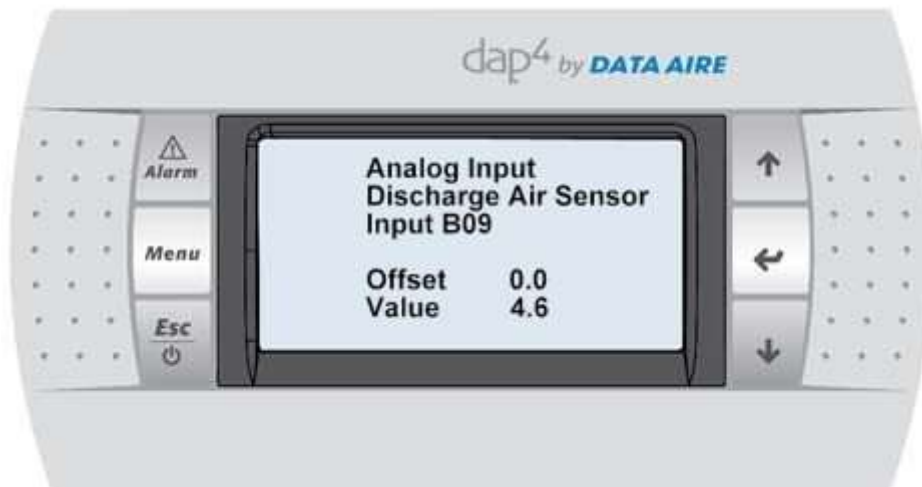 dap4 by DATA AIRE
Alarm
Menu
Esc
Analog Input
Discharge Air Sensor
Input B09
Offset 0.0
Value 4.6